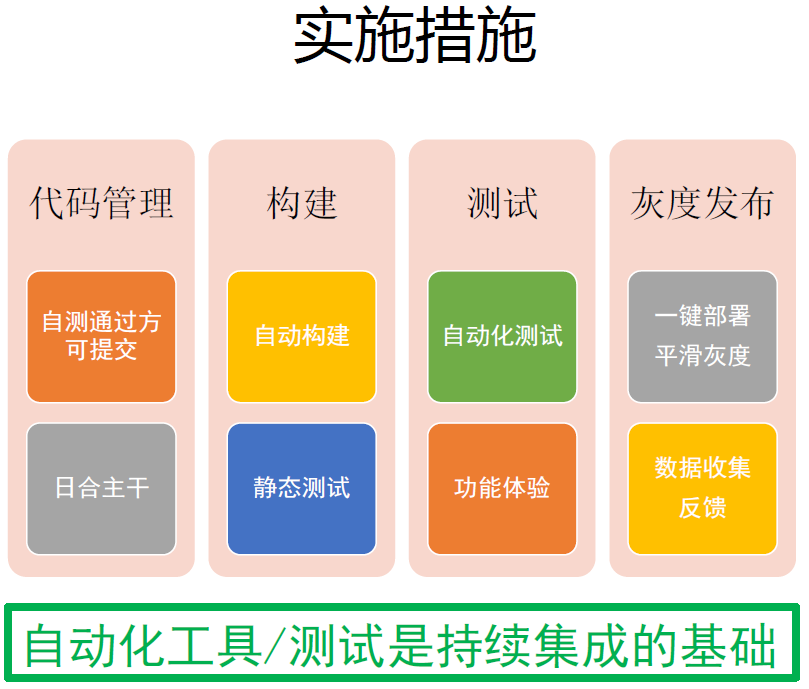 实施措施
代码管理
自测通过方
可提交
日合主干
构建
自动构建
静态测试
测试
自动化测试
功能体验
灰度发布
一键部署
平滑灰度
数据收集
反馈
自动化工具/测试是持续集成的基础